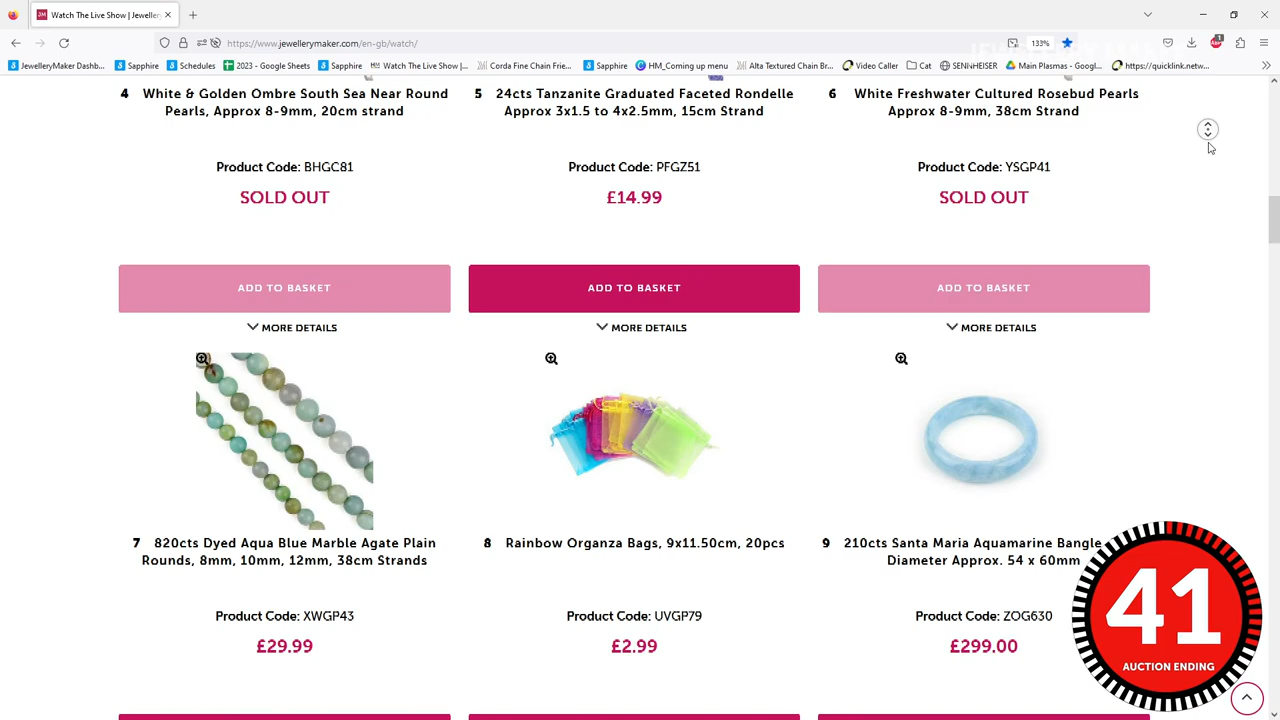 Watch The Live Show | Jeweller
https://www.jewellerymaker.com/en-gb/watch/
133%
JewelleryMaker Dashb...
Sapphire
Schedules
2023 - Google Sheets
Sapphire
Watch The Live Show |...
Corda Fine Chain Frie...
Sapphire
HM_Coming up menu
Alta Textured Chain Br...
Video Caller
Cat
SENNHEISER
Main Plasmas - Googl...
https://quicklink.netw...
4 White & Golden Ombre South Sea Near Round
Pearls, Approx 8-9mm, 20cm strand
Product Code: BHGC81
SOLD OUT
ADD TO BASKET
MORE DETAILS
5 24cts Tanzanite Graduated Faceted Rondelle
Approx 3x1.5 to 4x2.5mm, 15cm Strand
Product Code: PFGZ51
£14.99
ADD TO BASKET
MORE DETAILS
6 White Freshwater Cultured Rosebud Pearls
Approx 8-9mm, 38cm Strand
Product Code: YSGP41
SOLD OUT
ADD TO BASKET
MORE DETAILS
7 820cts Dyed Aqua Blue Marble Agate Plain
Rounds, 8mm, 10mm, 12mm, 38cm Strands
Product Code: XWGP43
£29.99
8 Rainbow Organza Bags, 9x11.50cm, 20pcs
Product Code: UVGP79
£2.99
9 210cts Santa Maria Aquamarine Bangle
Diameter Approx. 54 x 60mm
Product Code: ZOG630
£299.00
41
AUCTION ENDING